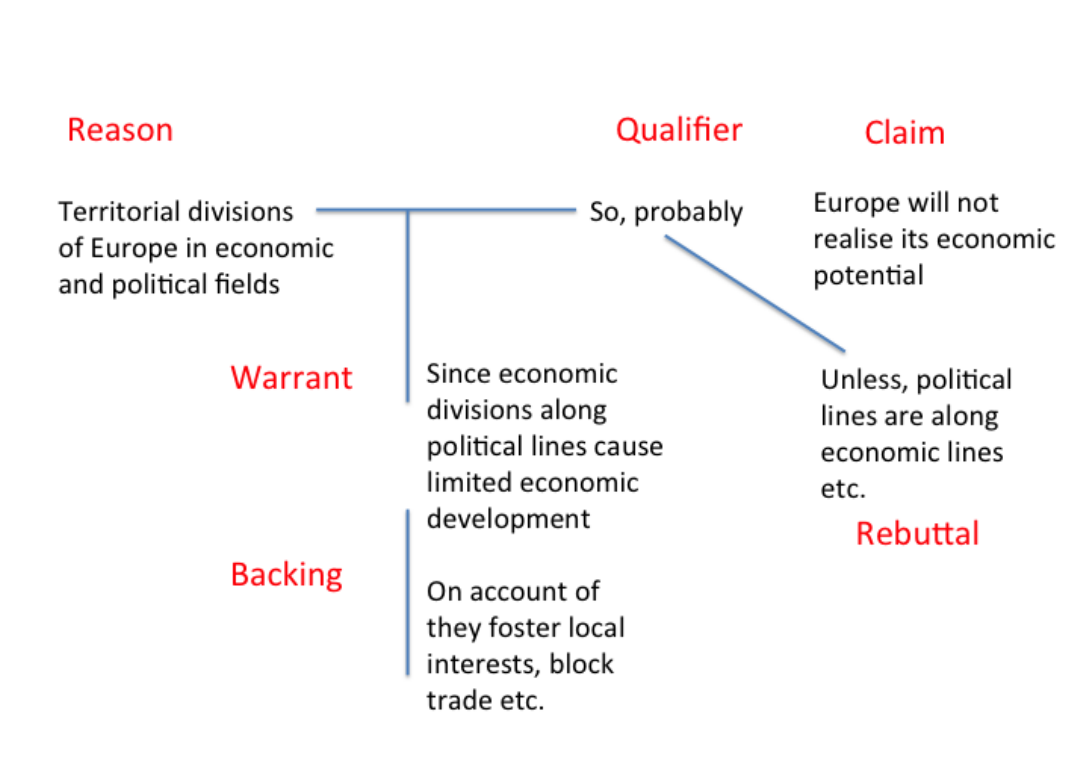 Reason
Qualifier
Claim
Territorial divisions
of Europe in economic
and political fields
So, probably
Europe will not
realise its economic
potential
Warrant
Since economic
divisions along
political lines cause
limited economic
development
Unless, political
lines are along
economic lines
etc.
Rebuttal
Backing
On account of
they foster local
interests, block
trade etc.